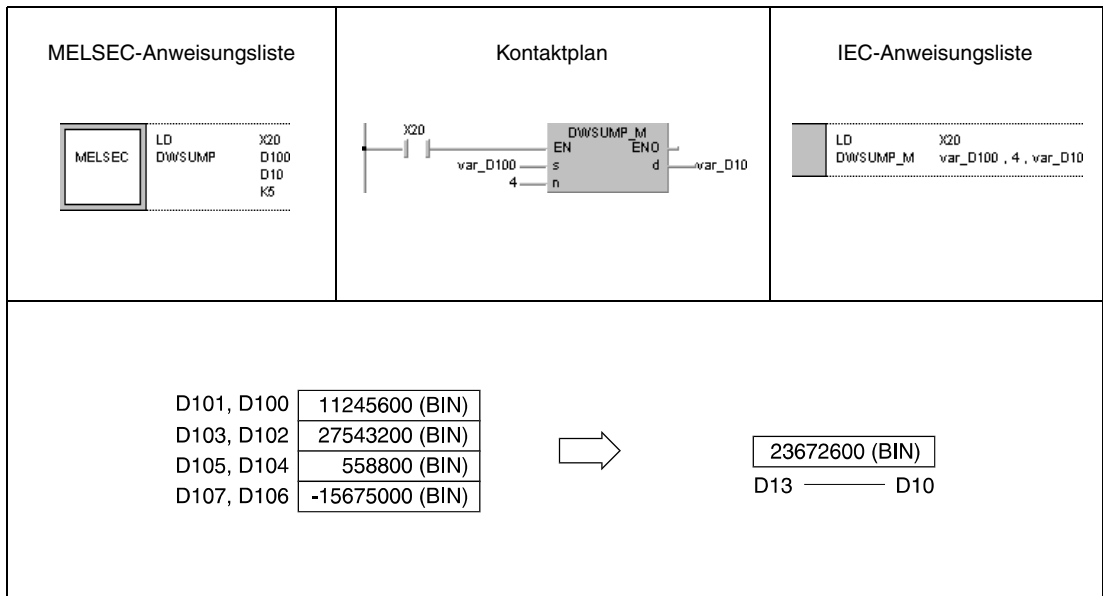 MELSEC-Anweisungsliste
MELSEC
LD X20
DWSUMP D100
D10
K5
Kontaktplan
X20
DWSUMP_M
EN ENO
var_D100 s d var_D10
4 n
IEC-Anweisungsliste
LD X20
DWSUMP_M var_D100 , 4 , var_D10
D101, D100 11245600 (BIN)
D103, D102 27543200 (BIN)
D105, D104 558800 (BIN)
D107, D106 -15675000 (BIN)
23672600 (BIN)
D13 D10